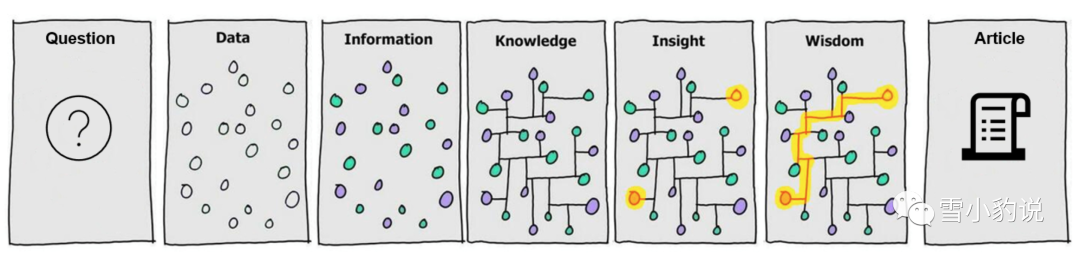 Question
Data
Information
Knowledge
Insight
Wisdom
Article
?
雪小豹说